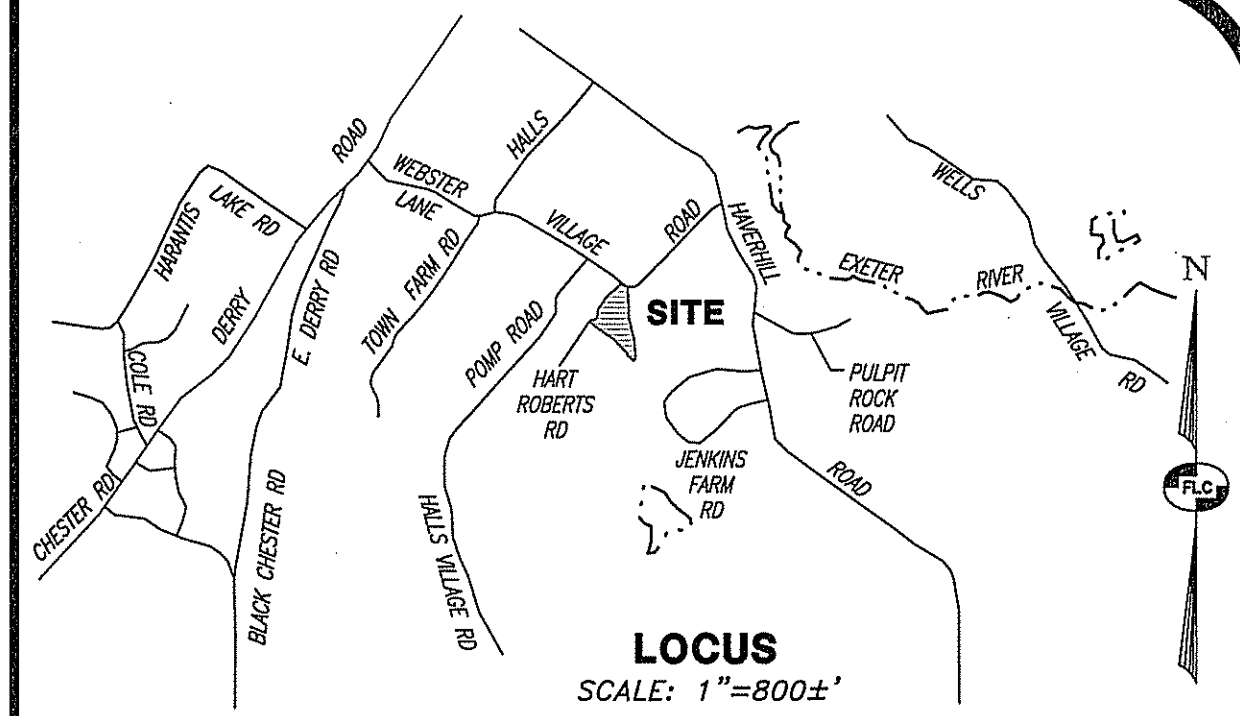 ROAD
HALLS
WEBSTER
LANE
WELLS
LAKE RD
HARANTIS
VILLAGE
ROAD
HAVERHILL
EXETER
RIVER
N
DERRY
E. DERRY RD
TOWN FARM RD
SITE
VILLAGE
RD
COLE RD
POMP ROAD
HART
ROBERTS
RD
PULPIT
ROCK
ROAD
JENKINS
FARM
RD
ROAD
FLC
CHESTER RD
BLACK CHESTER RD
HALLS VILLAGE RD
LOCUS
SCALE: 1"=800±'